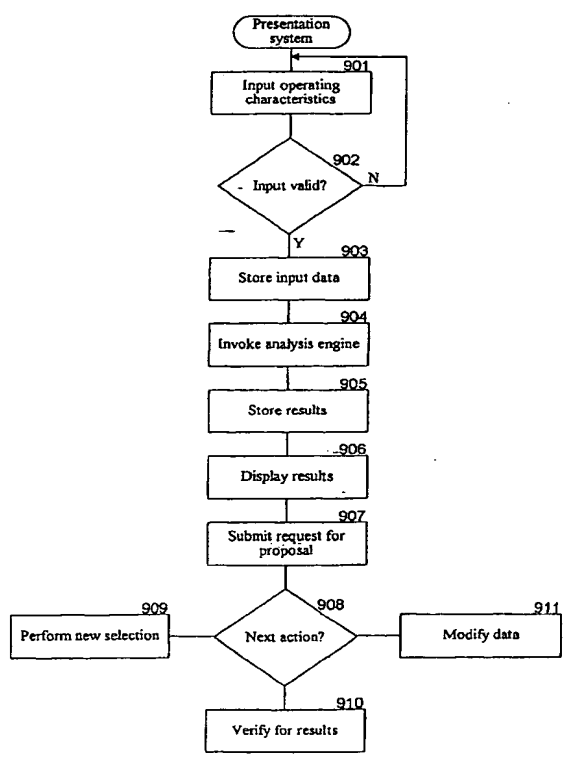 Presentation
system
901
Input operating
characteristics
902
Input valid?
N
Y
903
Store input data
904
Invoke analysis engine
905
Store results
906
Display results
907
Submit request for
proposal
908
Next action?
909
Perform new selection
911
Modify data
910
Verify for results